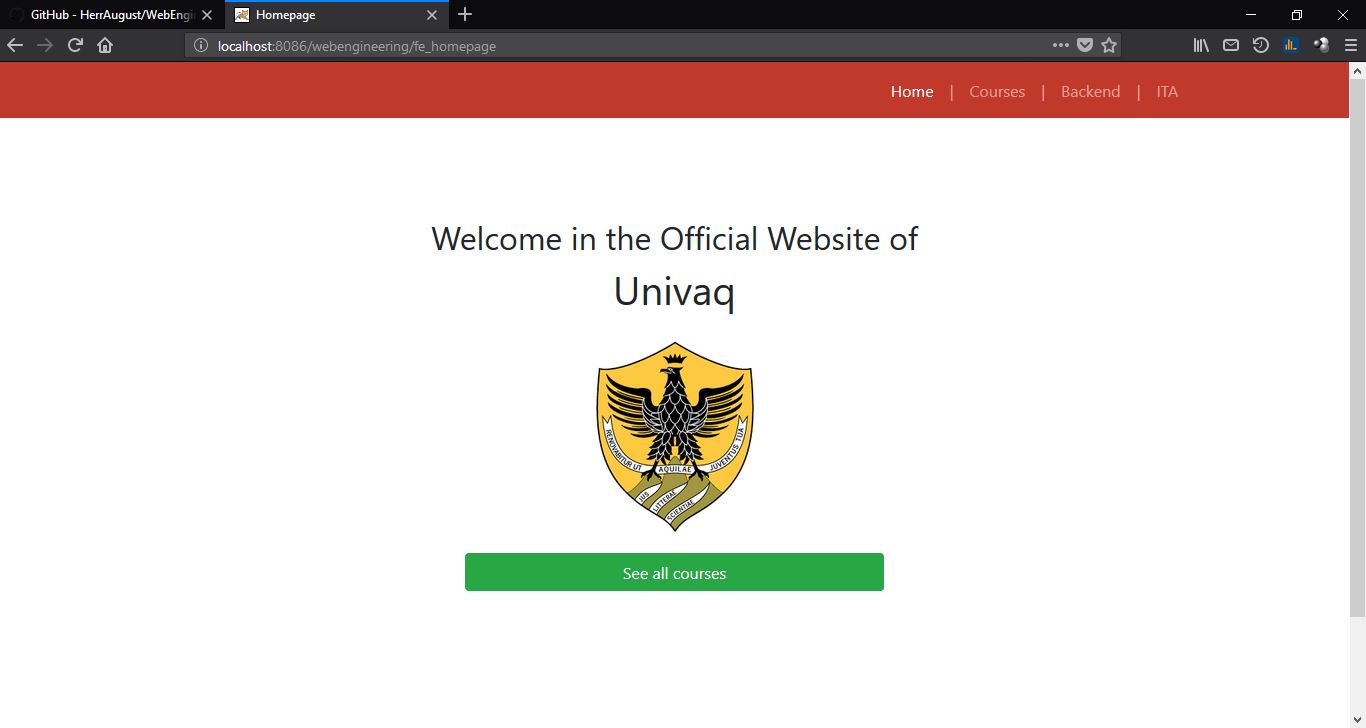 GitHub - HerrAugust/WebEngi
Homepage
localhost:8086/webengineering/fe_homepage
Home | Courses | Backend | ITA
Welcome in the Official Website of
Univaq
RENOVABITUR UT AQUILAE JUVENTUS TUA
IUS
LITTERAE
SCIENTIAE
See all courses